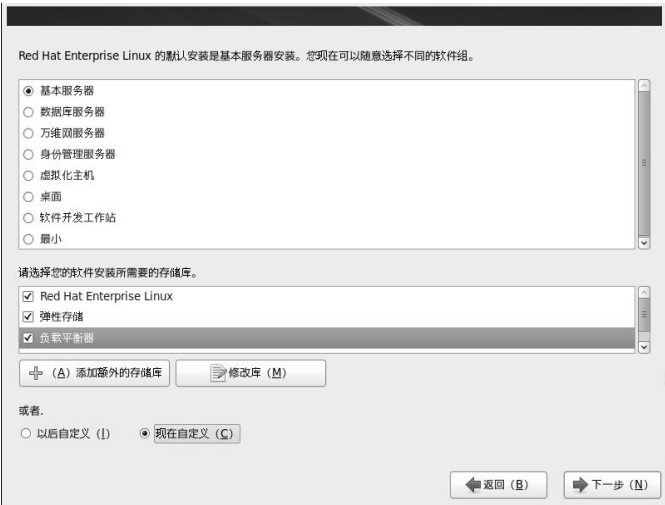 Red Hat Enterprise Linux 的默认安装是基本服务器安装。您现在可以随意选择不同的软件组。
基本服务器
数据库服务器
万维网服务器
身份管理服务器
虚拟化主机
桌面
软件开发工作站
最小
请选择您的软件安装所需要的存储库。
Red Hat Enterprise Linux
弹性存储
负载平衡器
(A) 添加额外的存储库 修改库 (M)
或者.
以后自定义 (I) 现在自定义 (C)
返回 (B) 下一步 (N)